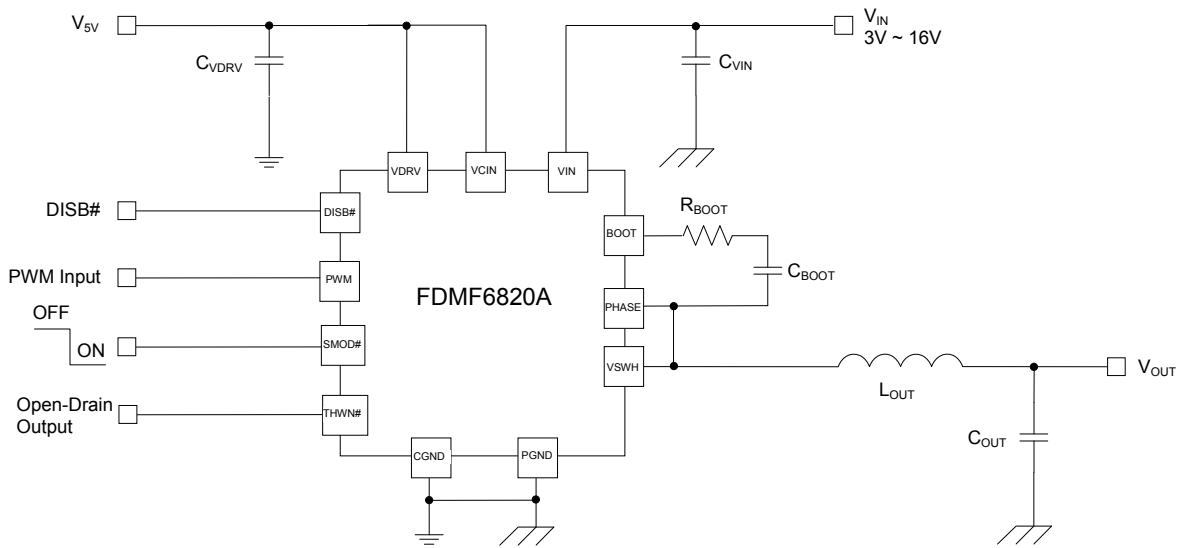 V5V
CVDRV
CVIN
VIN
3V ~ 16V
VDRV
VCIN
VIN
DISB#
DISB#
BOOT
RBOOT
CBOOT
PWM Input
PWM
FDMF6820A
PHASE
OFF
ON
SMOD#
VSWH
LOUT
VOUT
Open-Drain
Output
THWN#
CGND
PGND
COUT